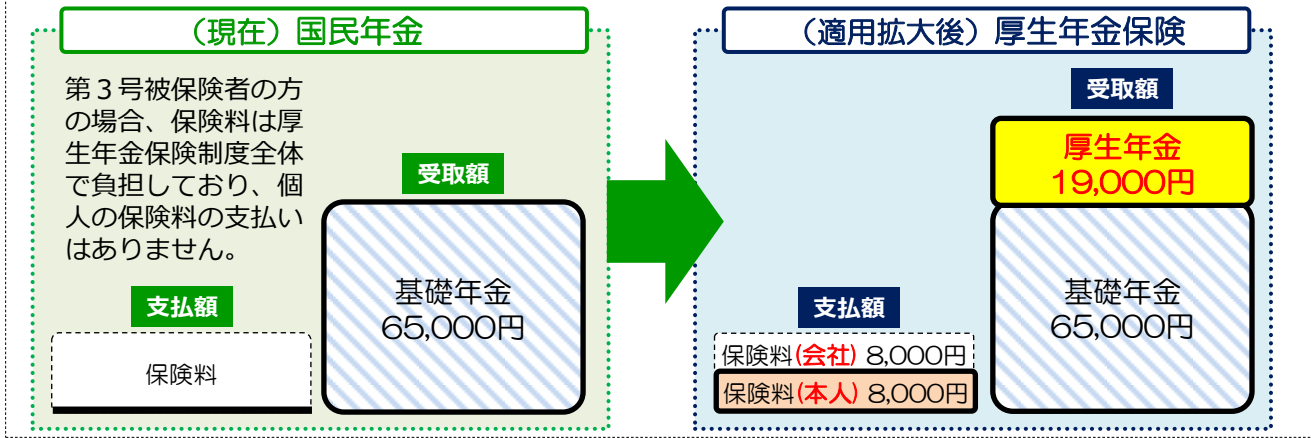 (現在)国民年金
第3号被保険者の方
の場合、保険料は厚
生年金保険制度全体
で負担しており、個
人の保険料の支払い
はありません。
支払額
保険料
受取額
基礎年金
65,000円
(適用拡大後)厚生年金保険
支払額
保険料(会社) 8,000円
保険料(本人) 8,000円
受取額
厚生年金
19,000円
基礎年金
65,000円